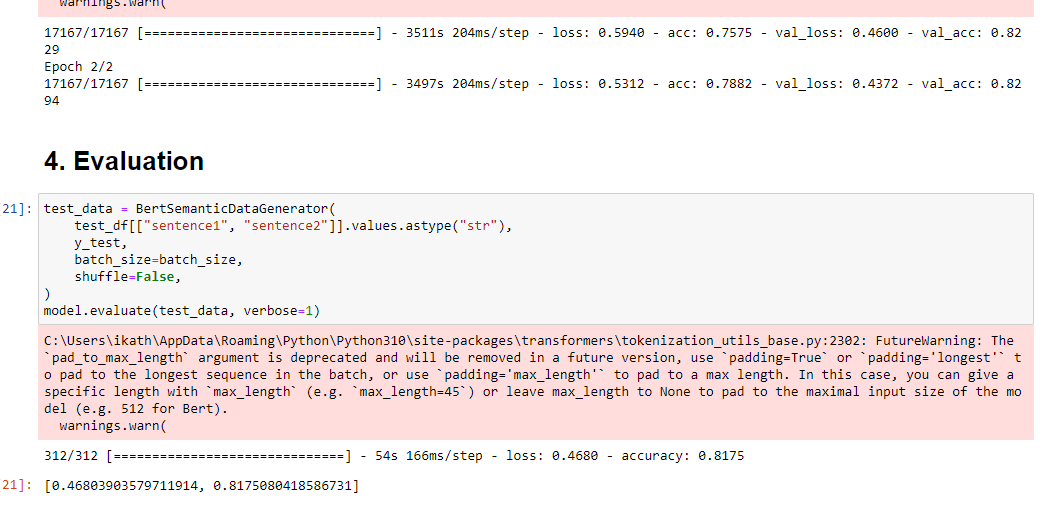 warnings.warn(
17167/17167 [==============================] - 3511s 204ms/step - loss: 0.5940 - acc: 0.7575 - val_loss: 0.4600 - val_acc: 0.82
29
Epoch 2/2
17167/17167 [==============================] - 3497s 204ms/step - loss: 0.5312 - acc: 0.7882 - val_loss: 0.4372 - val_acc: 0.82
94
4. Evaluation
21]: test_data = BertSemanticDataGenerator(
    test_df[["sentence1", "sentence2"]].values.astype("str"),
    y_test,
    batch_size=batch_size,
    shuffle=False,
)
model.evaluate(test_data, verbose=1)
C:\Users\ikath\AppData\Roaming\Python\Python310\site-packages\transformers\tokenization_utils_base.py:2302: FutureWarning: The
`pad_to_max_length` argument is deprecated and will be removed in a future version, use `padding=True` or `padding='longest'` t
o pad to the longest sequence in the batch, or use `padding='max_length'` to pad to a max length. In this case, you can give a
specific length with `max_length` (e.g. `max_length=45`) or leave max_length to None to pad to the maximal input size of the mo
del (e.g. 512 for Bert).
  warnings.warn(
312/312 [==============================] - 54s 166ms/step - loss: 0.4680 - accuracy: 0.8175
21]: [0.46803903579711914, 0.8175080418586731]